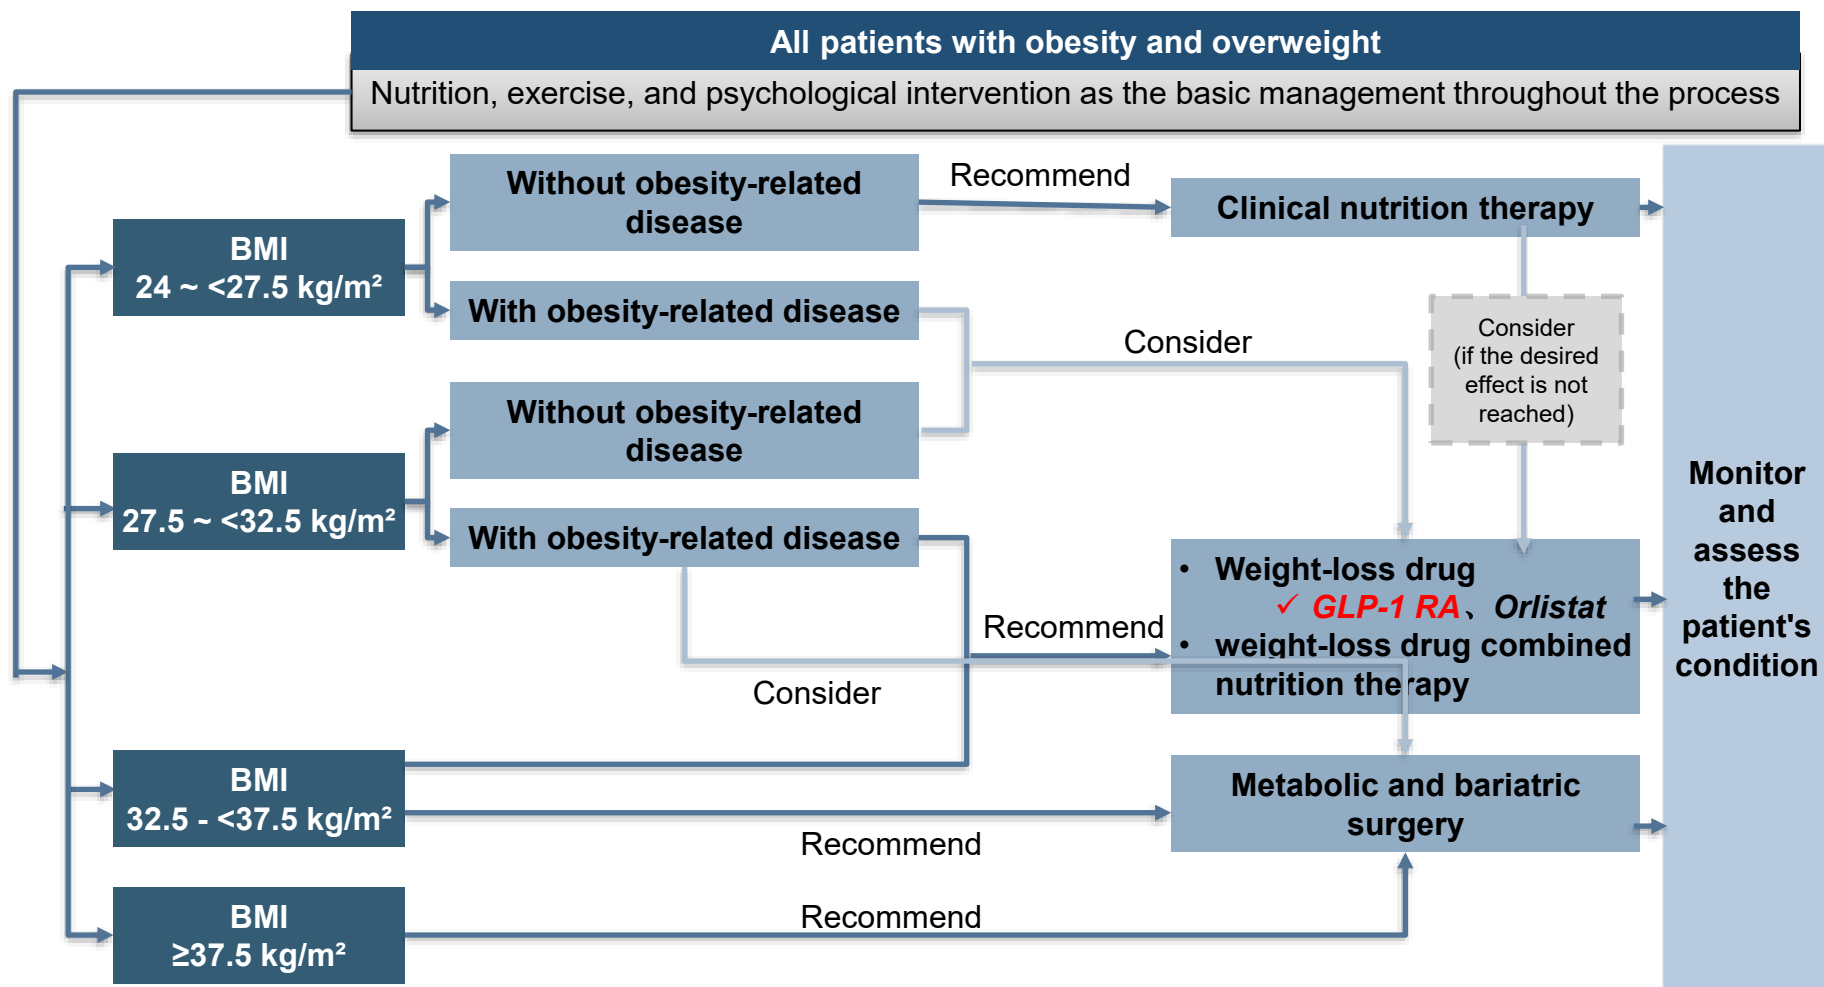 All patients with obesity and overweight
Nutrition, exercise, and psychological intervention as the basic management throughout the process
BMI
24 ~ <27.5 kg/m²
Without obesity-related
disease
Recommend
Clinical nutrition therapy
With obesity-related disease
Consider
Consider
(if the desired
effect is not
reached)
BMI
27.5 ~ <32.5 kg/m²
Without obesity-related
disease
With obesity-related disease
Recommend
Consider
• Weight-loss drug
✓ GLP-1 RA、Orlistat
• weight-loss drug combined
nutrition therapy
BMI
32.5 - <37.5 kg/m²
Recommend
Metabolic and bariatric
surgery
BMI
≥37.5 kg/m²
Recommend
Monitor
and
assess
the
patient's
condition